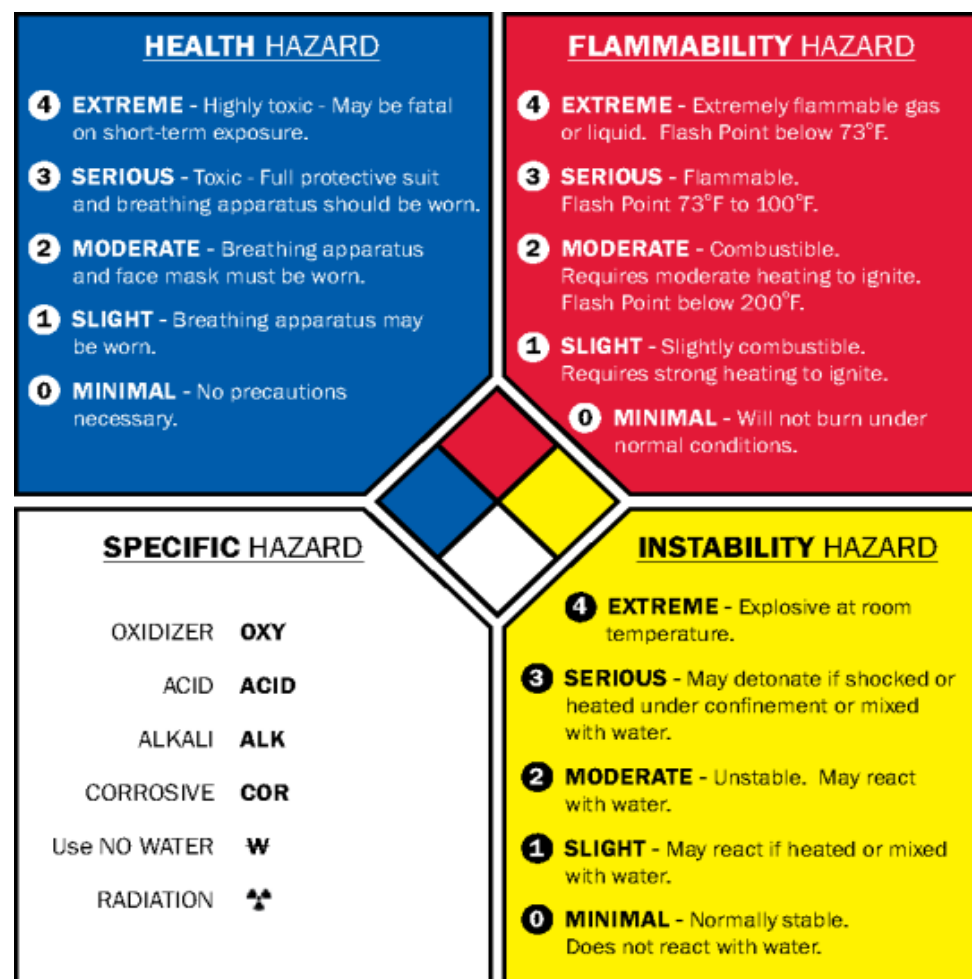 HEALTH HAZARD
4 EXTREME - Highly toxic - May be fatal
on short-term exposure.
3 SERIOUS - Toxic - Full protective suit
and breathing apparatus should be worn.
2 MODERATE - Breathing apparatus
and face mask must be worn.
1 SLIGHT - Breathing apparatus may
be worn.
0 MINIMAL - No precautions
necessary.
FLAMMABILITY HAZARD
4 EXTREME - Extremely flammable gas
or liquid. Flash Point below 73°F.
3 SERIOUS - Flammable.
Flash Point 73°F to 100°F.
2 MODERATE - Combustible.
Requires moderate heating to ignite.
Flash Point below 200°F.
1 SLIGHT - Slightly combustible.
Requires strong heating to ignite.
0 MINIMAL - Will not burn under
normal conditions.
SPECIFIC HAZARD
OXIDIZER OXY
ACID ACID
ALKALI ALK
CORROSIVE COR
Use NO WATER W
RADIATION
INSTABILITY HAZARD
4 EXTREME - Explosive at room
temperature.
3 SERIOUS - May detonate if shocked or
heated under confinement or mixed
with water.
2 MODERATE - Unstable. May react
with water.
1 SLIGHT - May react if heated or mixed
with water.
0 MINIMAL - Normally stable.
Does not react with water.